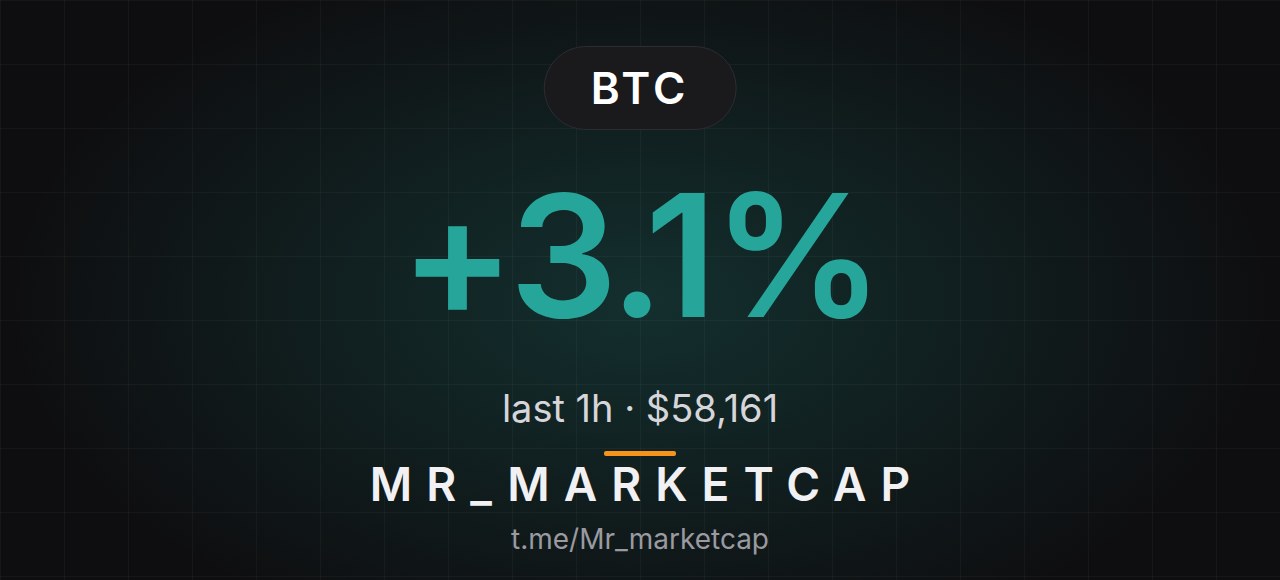 BTC
+3.1%
last 1h · $58,161
MR_MARKETCAP
t.me/Mr_marketcap